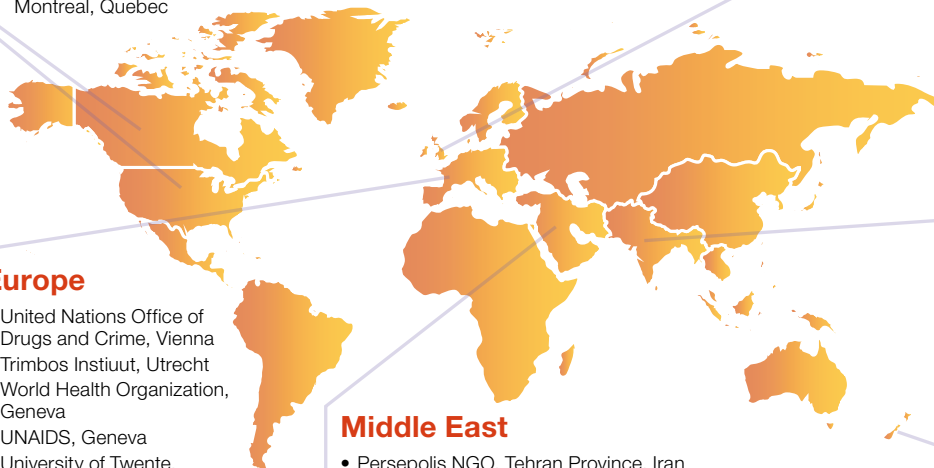 Montreal, Quebec
Europe
United Nations Office of
Drugs and Crime, Vienna
Trimbos Instiuut, Utrecht
World Health Organization,
Geneva
UNAIDS, Geneva
University of Twente
Middle East
• Persepolis NGO, Tehran Province, Iran